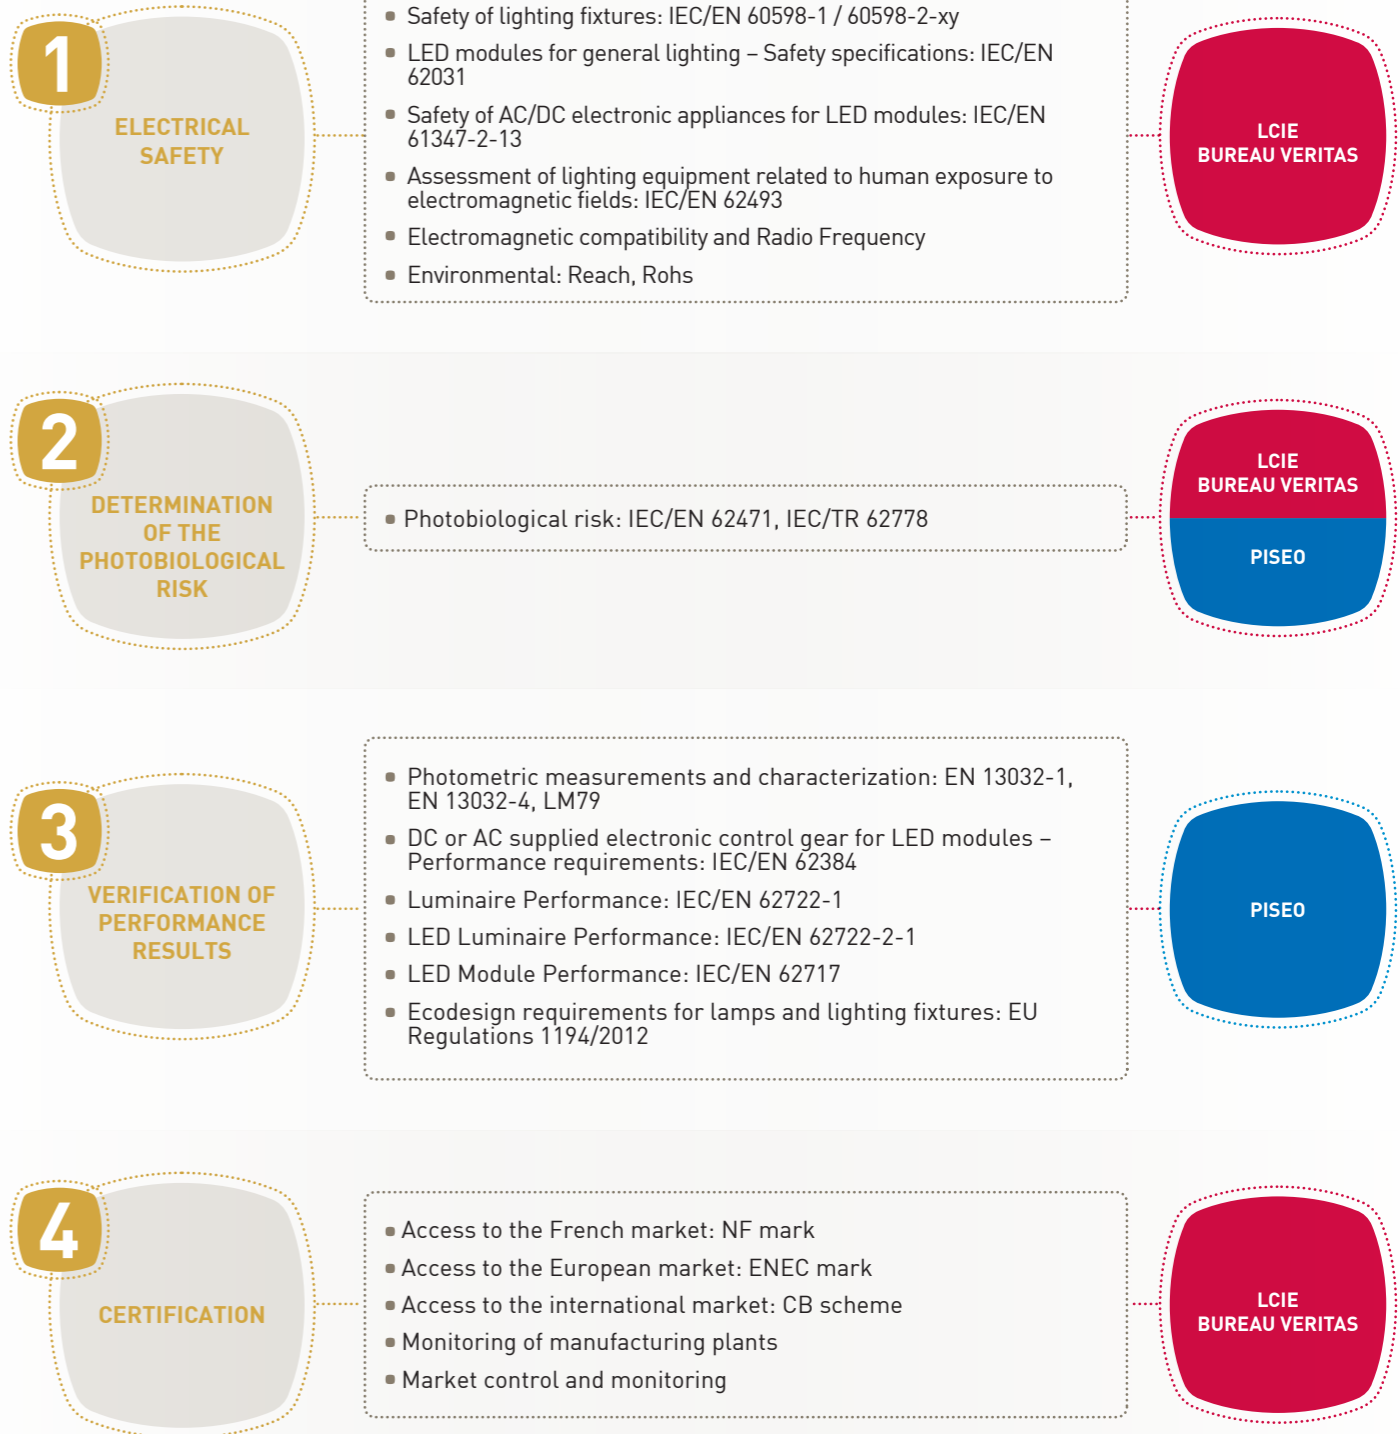 1
ELECTRICAL
SAFETY
Safety of lighting fixtures: IEC/EN 60598-1 / 60598-2-xy
LED modules for general lighting – Safety specifications: IEC/EN
62031
Safety of AC/DC electronic appliances for LED modules: IEC/EN
61347-2-13
Assessment of lighting equipment related to human exposure to
electromagnetic fields: IEC/EN 62493
Electromagnetic compatibility and Radio Frequency
Environmental: Reach, Rohs
LCIE
BUREAU VERITAS
2
DETERMINATION
OF THE
PHOTOBIOLOGICAL
RISK
Photobiological risk: IEC/EN 62471, IEC/TR 62778
LCIE
BUREAU VERITAS
PISEO
3
VERIFICATION OF
PERFORMANCE
RESULTS
Photometric measurements and characterization: EN 13032-1,
EN 13032-4, LM79
DC or AC supplied electronic control gear for LED modules –
Performance requirements: IEC/EN 62384
Luminaire Performance: IEC/EN 62722-1
LED Luminaire Performance: IEC/EN 62722-2-1
LED Module Performance: IEC/EN 62717
Ecodesign requirements for lamps and lighting fixtures: EU
Regulations 1194/2012
PISEO
4
CERTIFICATION
Access to the French market: NF mark
Access to the European market: ENEC mark
Access to the international market: CB scheme
Monitoring of manufacturing plants
Market control and monitoring
LCIE
BUREAU VERITAS